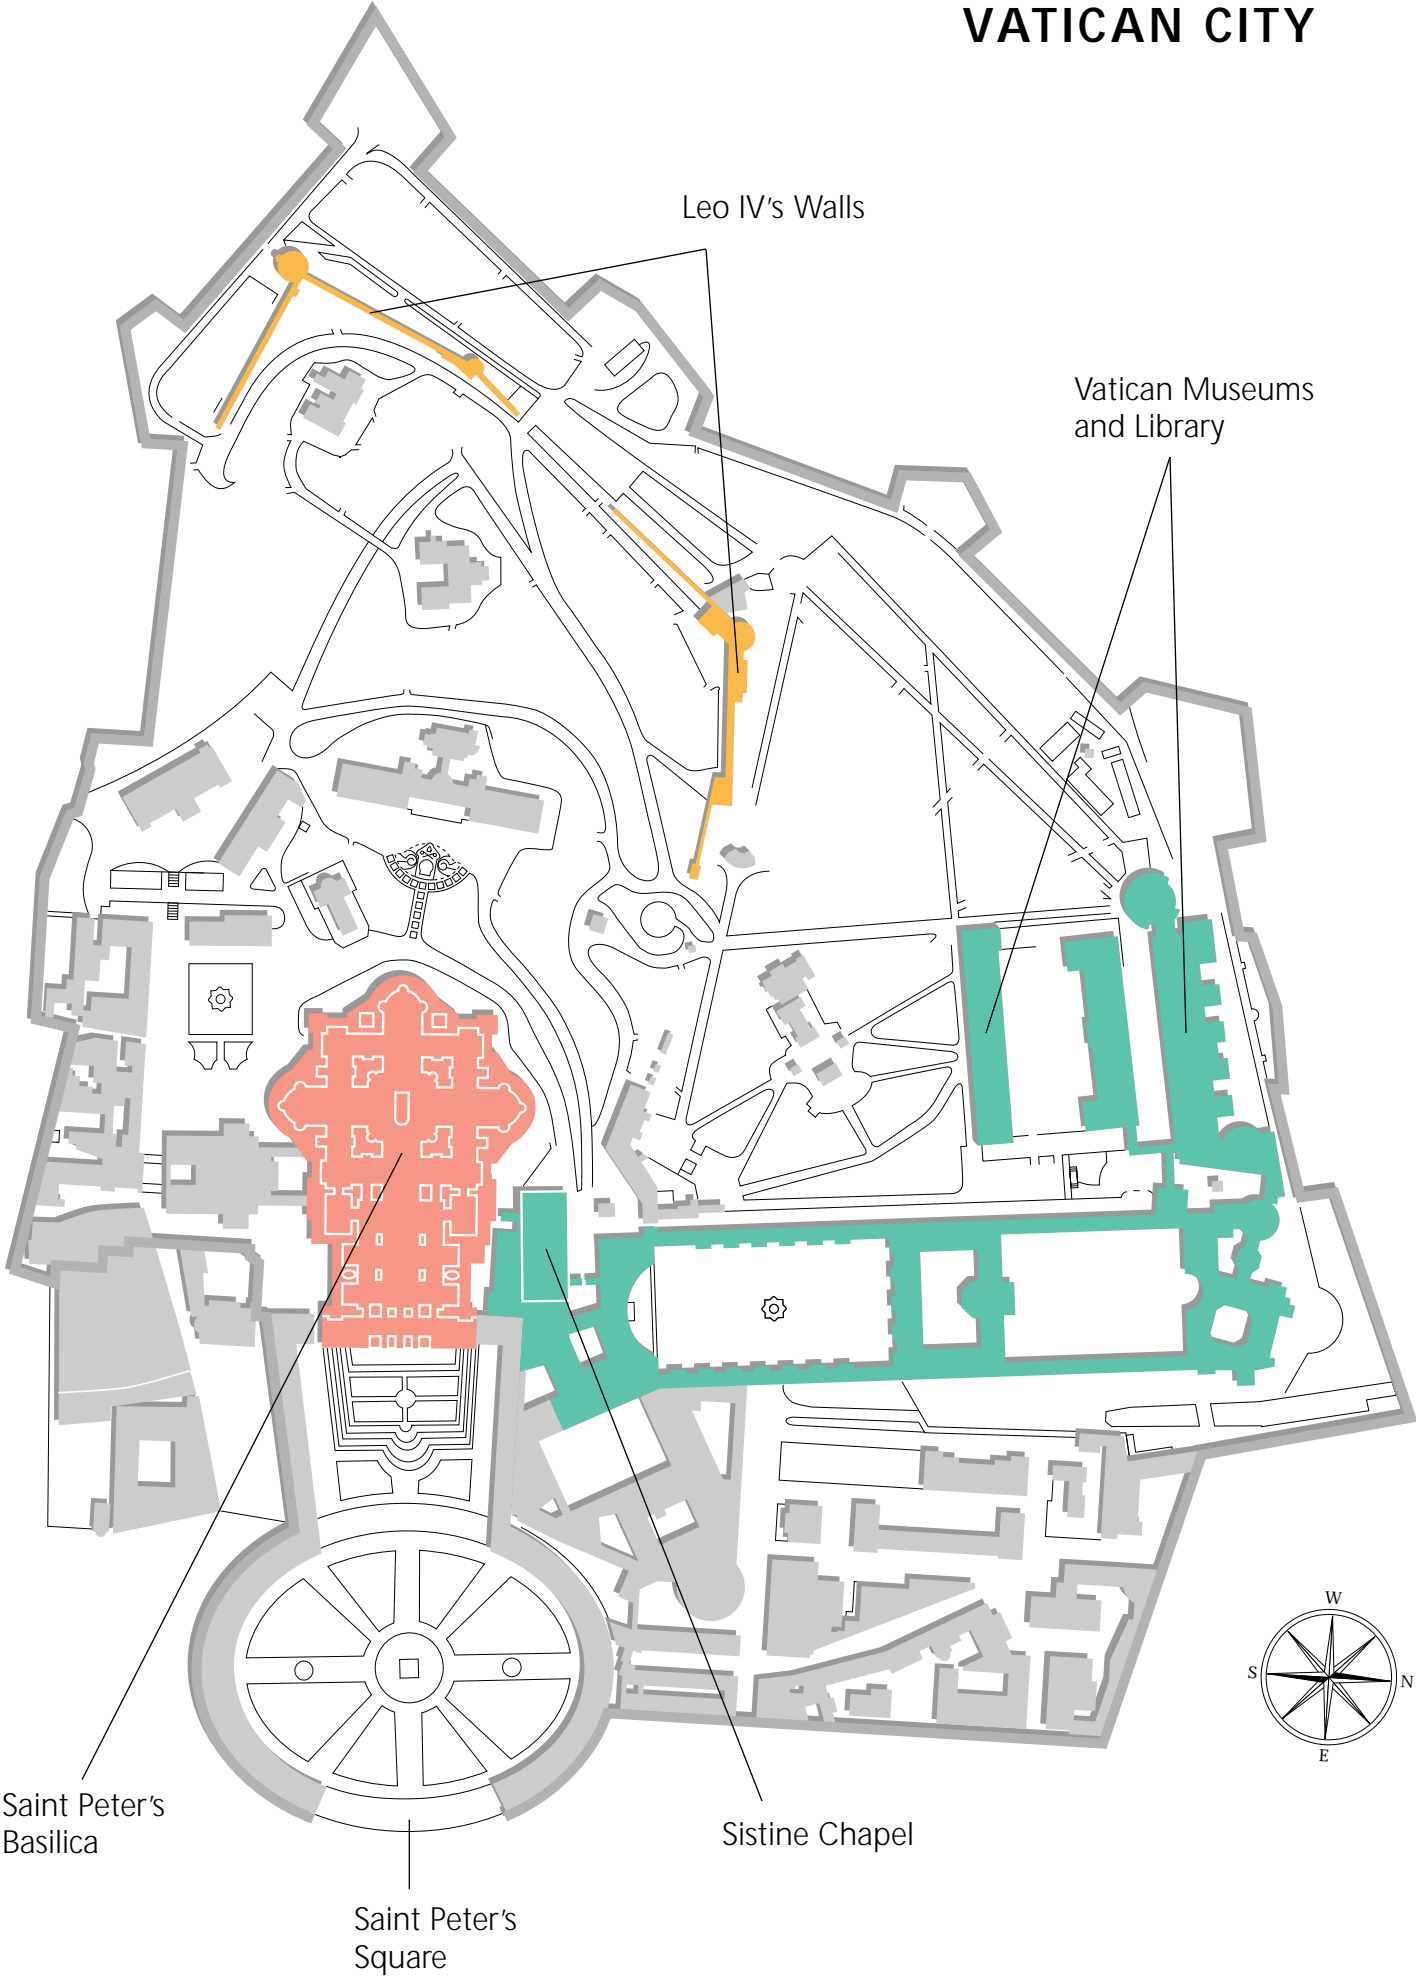 VATICAN CITY
Leo IV's Walls
Vatican Museums
and Library
W
S
N
E
Saint Peter's
Basilica
Sistine Chapel
Saint Peter's
Square